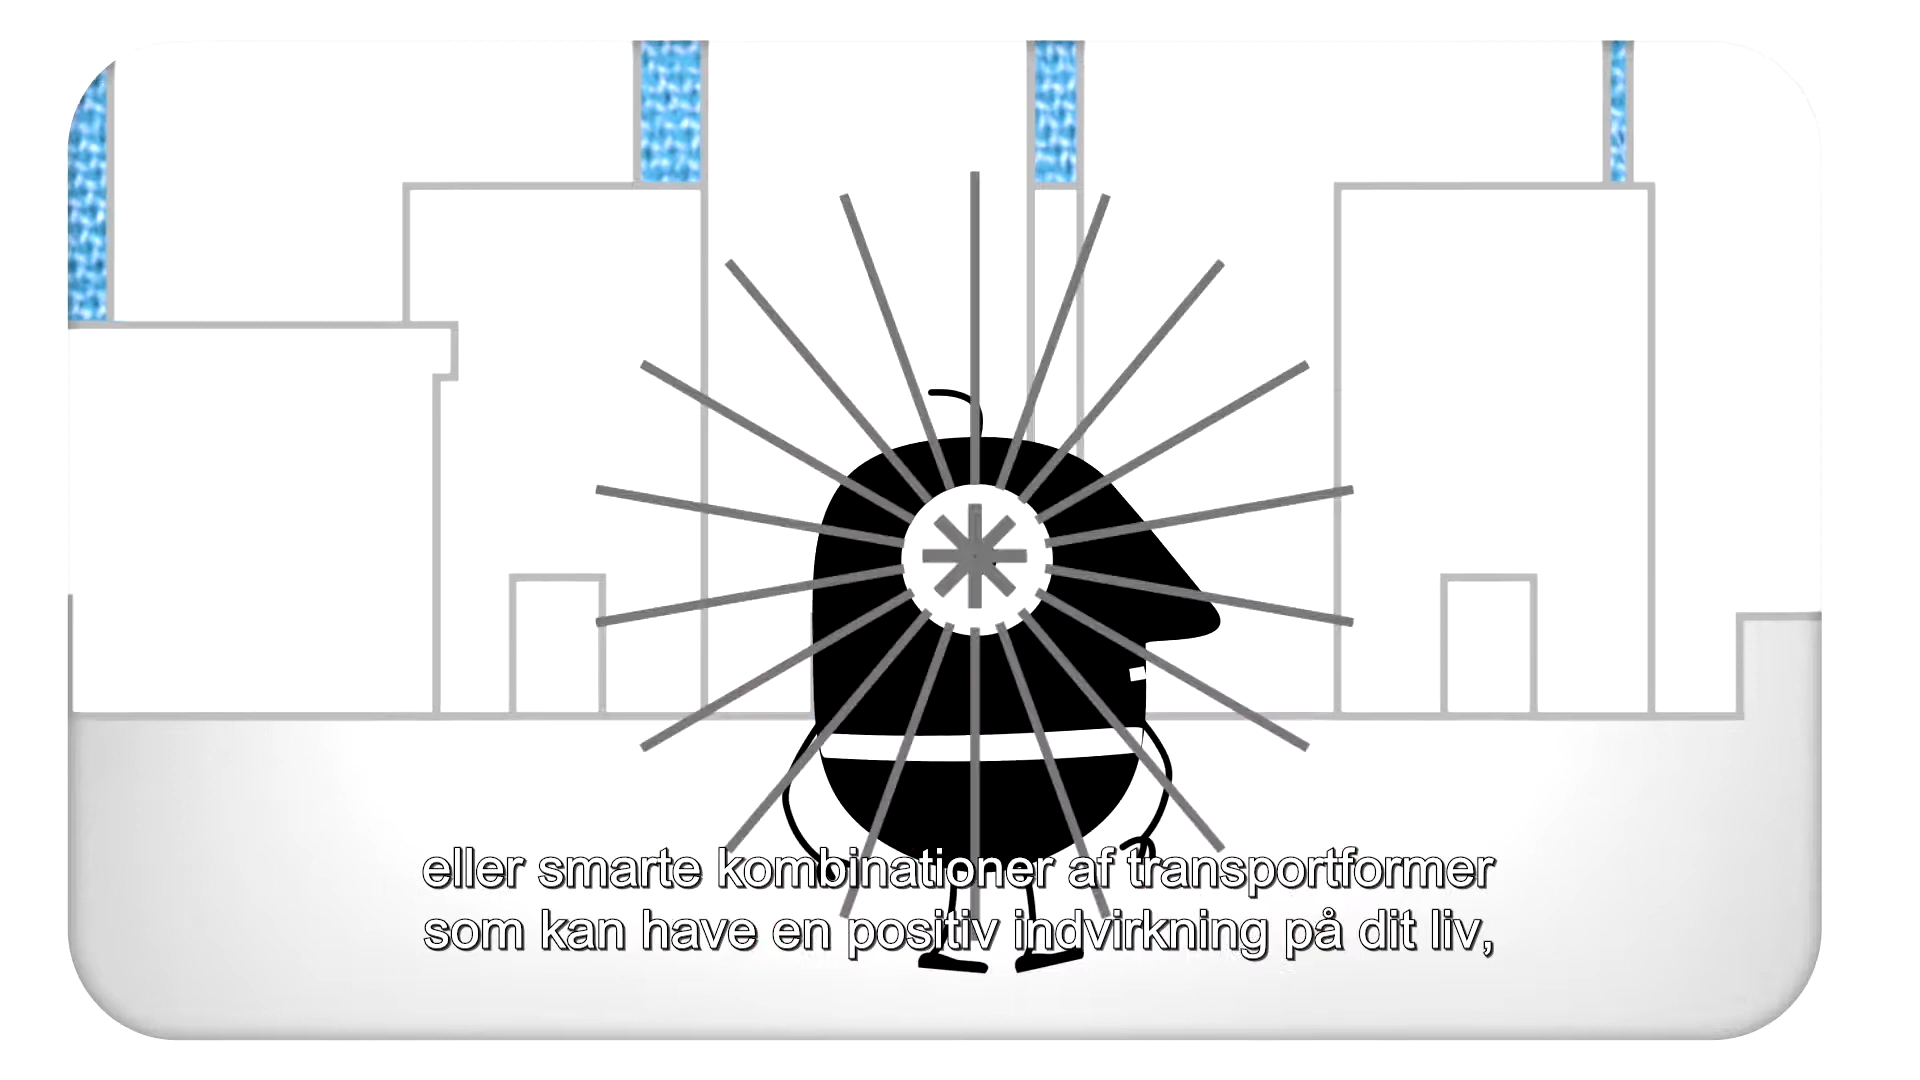 eller smarte kombinationer af transportformer
som kan have en positiv indvirkning på dit liv,